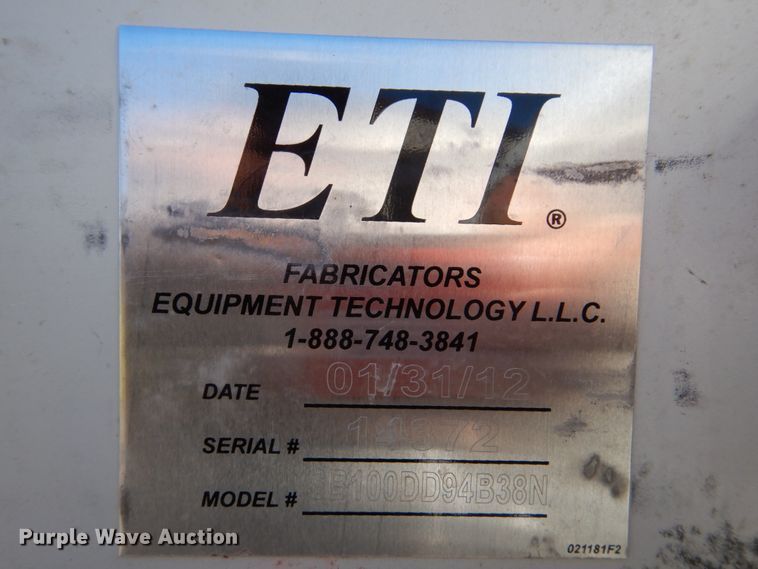 ETI®
FABRICATORS
EQUIPMENT TECHNOLOGY L.L.C.
1-888-748-3841
DATE 01/31/12
SERIAL #
MODEL #
021181F2
Purple Wave Auction